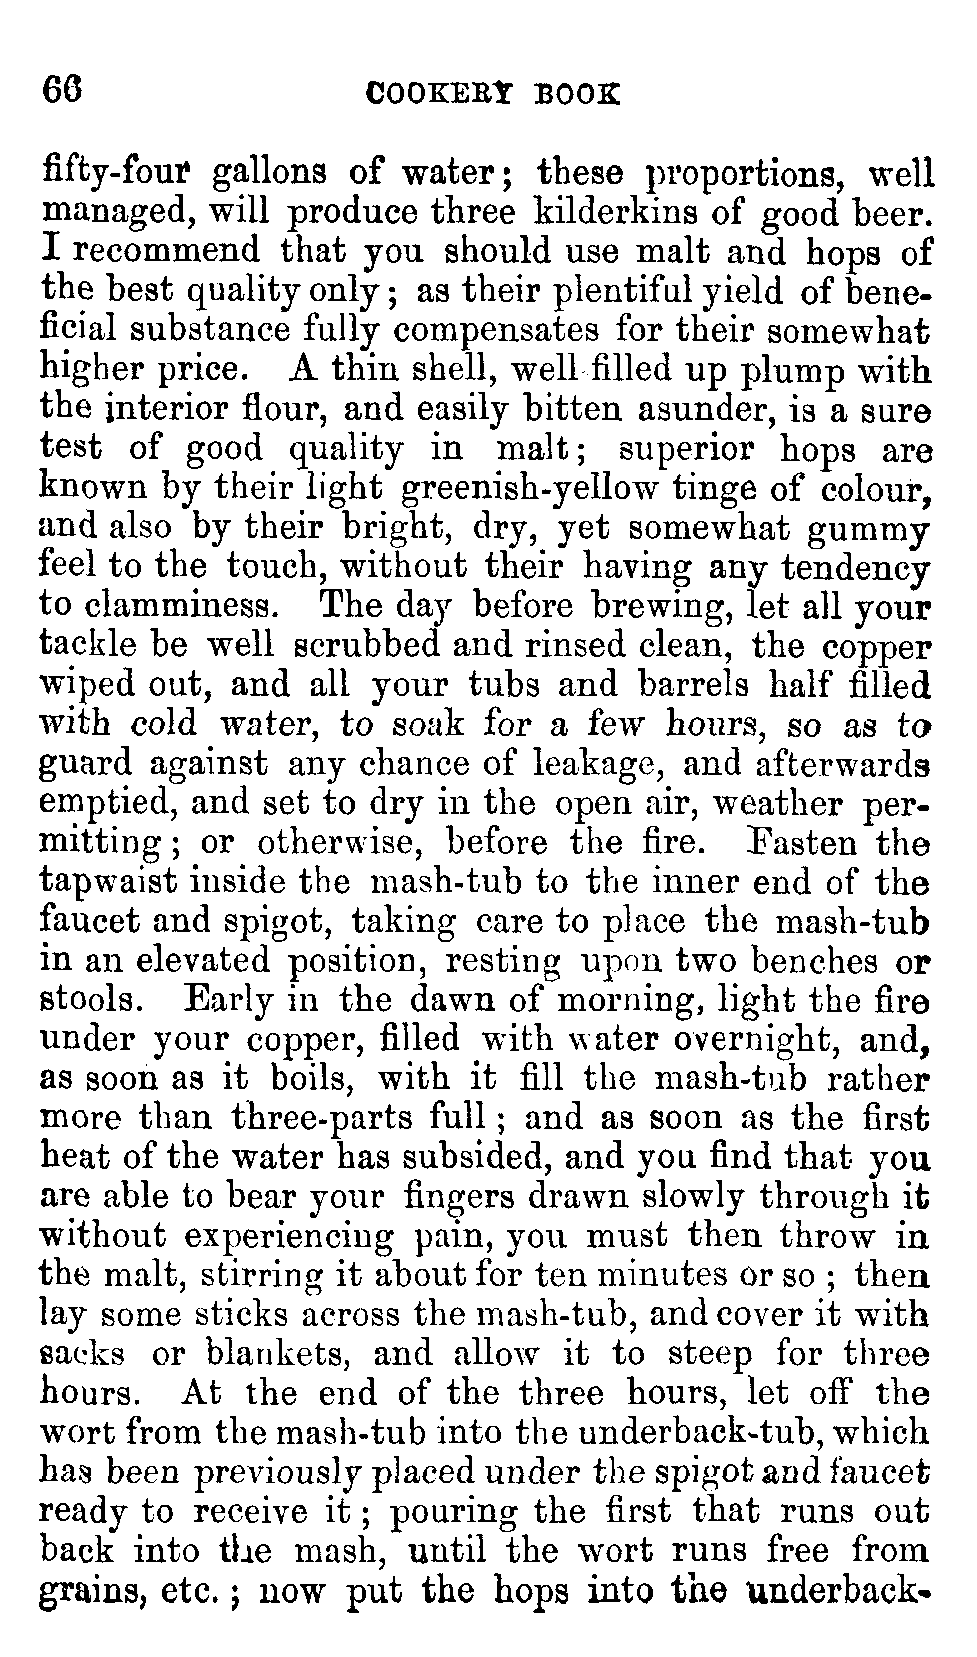 66 COOKERY BOOK
fifty-four gallons of water; these proportions, well
managed, will produce three kilderkins of good beer.
I recommend that you should use malt and hops of
the best quality only; as their plentiful yield of bene-
ficial substance fully compensates for their somewhat
higher price. A thin shell, well filled up plump with
the interior flour, and easily bitten asunder, is a sure
test of good quality in malt; superior hops are
known by their light greenish-yellow tinge of colour,
and also by their bright, dry, yet somewhat gummy
feel to the touch, without their having any tendency
to clamminess. The day before brewing, let all your
tackle be well scrubbed and rinsed clean, the copper
wiped out, and all your tubs and barrels half filled
with cold water, to soak for a few hours, so as to
guard against any chance of leakage, and afterwards
emptied, and set to dry in the open air, weather per-
mitting; or otherwise, before the fire. Fasten the
tapwaist inside the mash-tub to the inner end of the
faucet and spigot, taking care to place the mash-tub
in an elevated position, resting upon two benches or
stools. Early in the dawn of morning, light the fire
under your copper, filled with water overnight, and,
as soon as it boils, with it fill the mash-tub rather
more than three-parts full; and as soon as the first
heat of the water has subsided, and you find that you
are able to bear your fingers drawn slowly through it
without experiencing pain, you must then throw in
the malt, stirring it about for ten minutes or so; then
lay some sticks across the mash-tub, and cover it with
sacks or blankets, and allow it to steep for three
hours. At the end of the three hours, let off the
wort from the mash-tub into the underback-tub, which
has been previously placed under the spigot and faucet
ready to receive it; pouring the first that runs out
back into the mash, until the wort runs free from
grains, etc.; now put the hops into the underback-